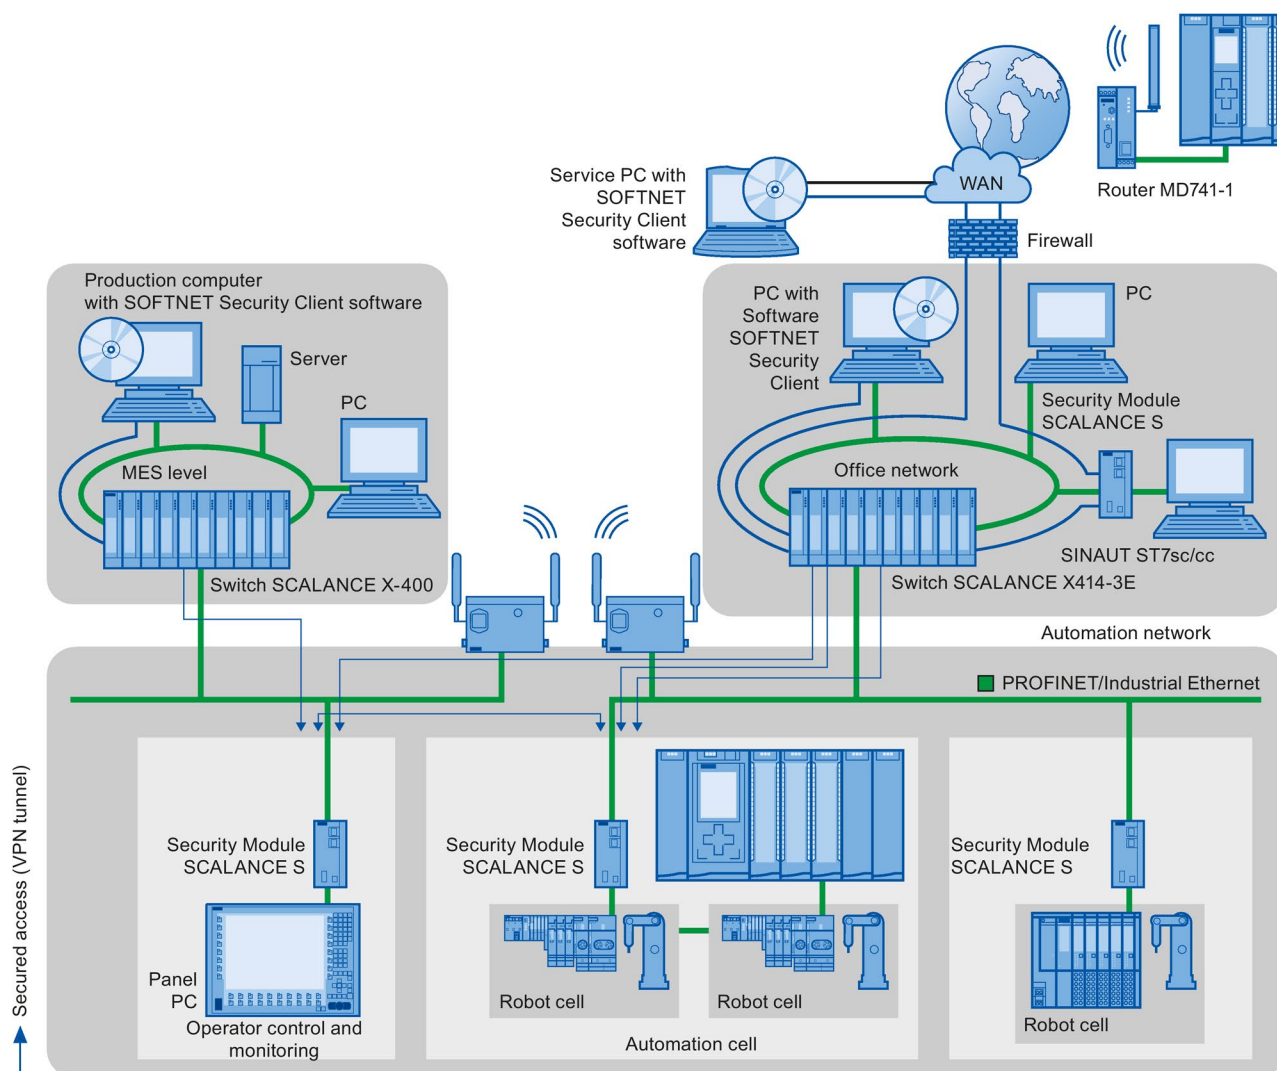 Router MD741-1
WAN
Service PC with
SOFTNET
Security Client
software
Firewall
Production computer
with SOFTNET Security Client software
Server
PC
MES level
Switch SCALANCE X-400
PC with
Software
SOFTNET
Security
Client
PC
Security Module
SCALANCE S
Office network
SINAUT ST7sc/cc
Switch SCALANCE X414-3E
Automation network
PROFINET/Industrial Ethernet
Security Module
SCALANCE S
Panel
PC
Operator control and
monitoring
Security Module
SCALANCE S
Robot cell
Robot cell
Automation cell
Security Module
SCALANCE S
Robot cell
Secured access (VPN tunnel)